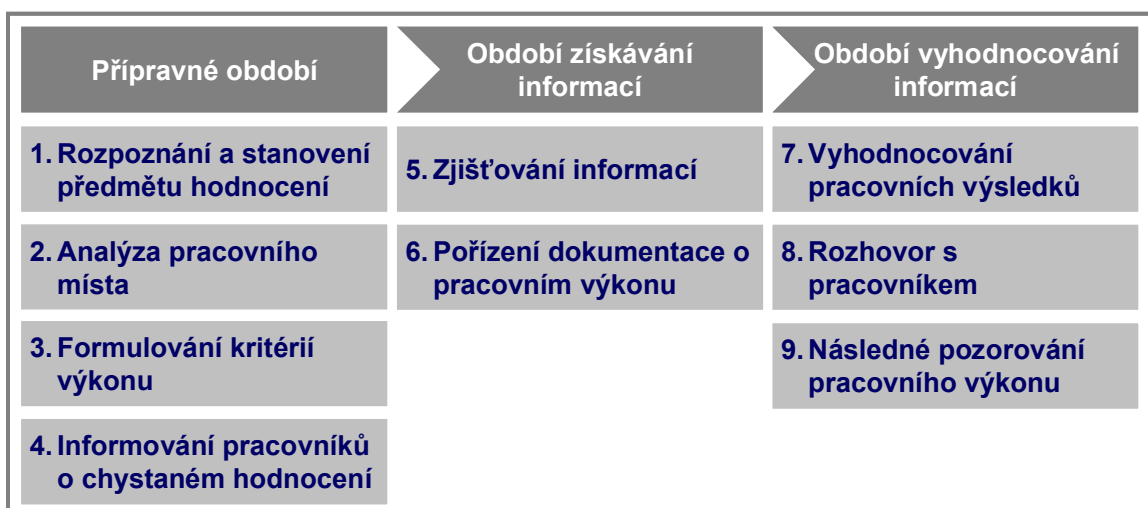 Přípravné období
Období získávání
informací
Období vyhodnocování
informací
1. Rozpoznání a stanovení
předmětu hodnocení
2. Analýza pracovního
místa
3. Formulování kritérií
výkonu
4. Informování pracovníků
o chystaném hodnocení
5. Zjišťování informací
6. Pořízení dokumentace o
pracovním výkonu
7. Vyhodnocování
pracovních výsledků
8. Rozhovor s
pracovníkem
9. Následné pozorování
pracovního výkonu